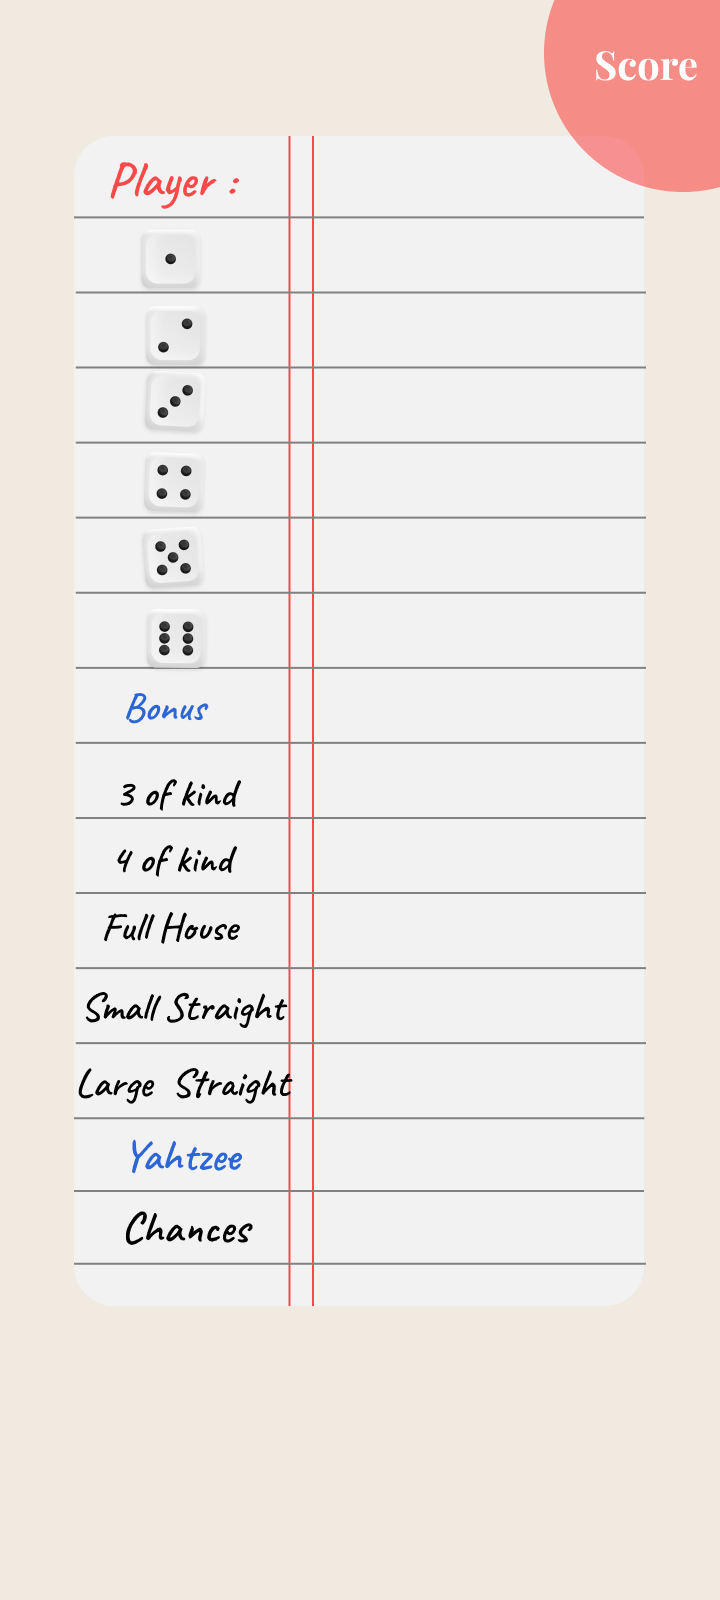 Score
Player :
Bonus
3 of kind
4 of kind
Full House
Small Straight
Large Straight
Yahtzee
Chances